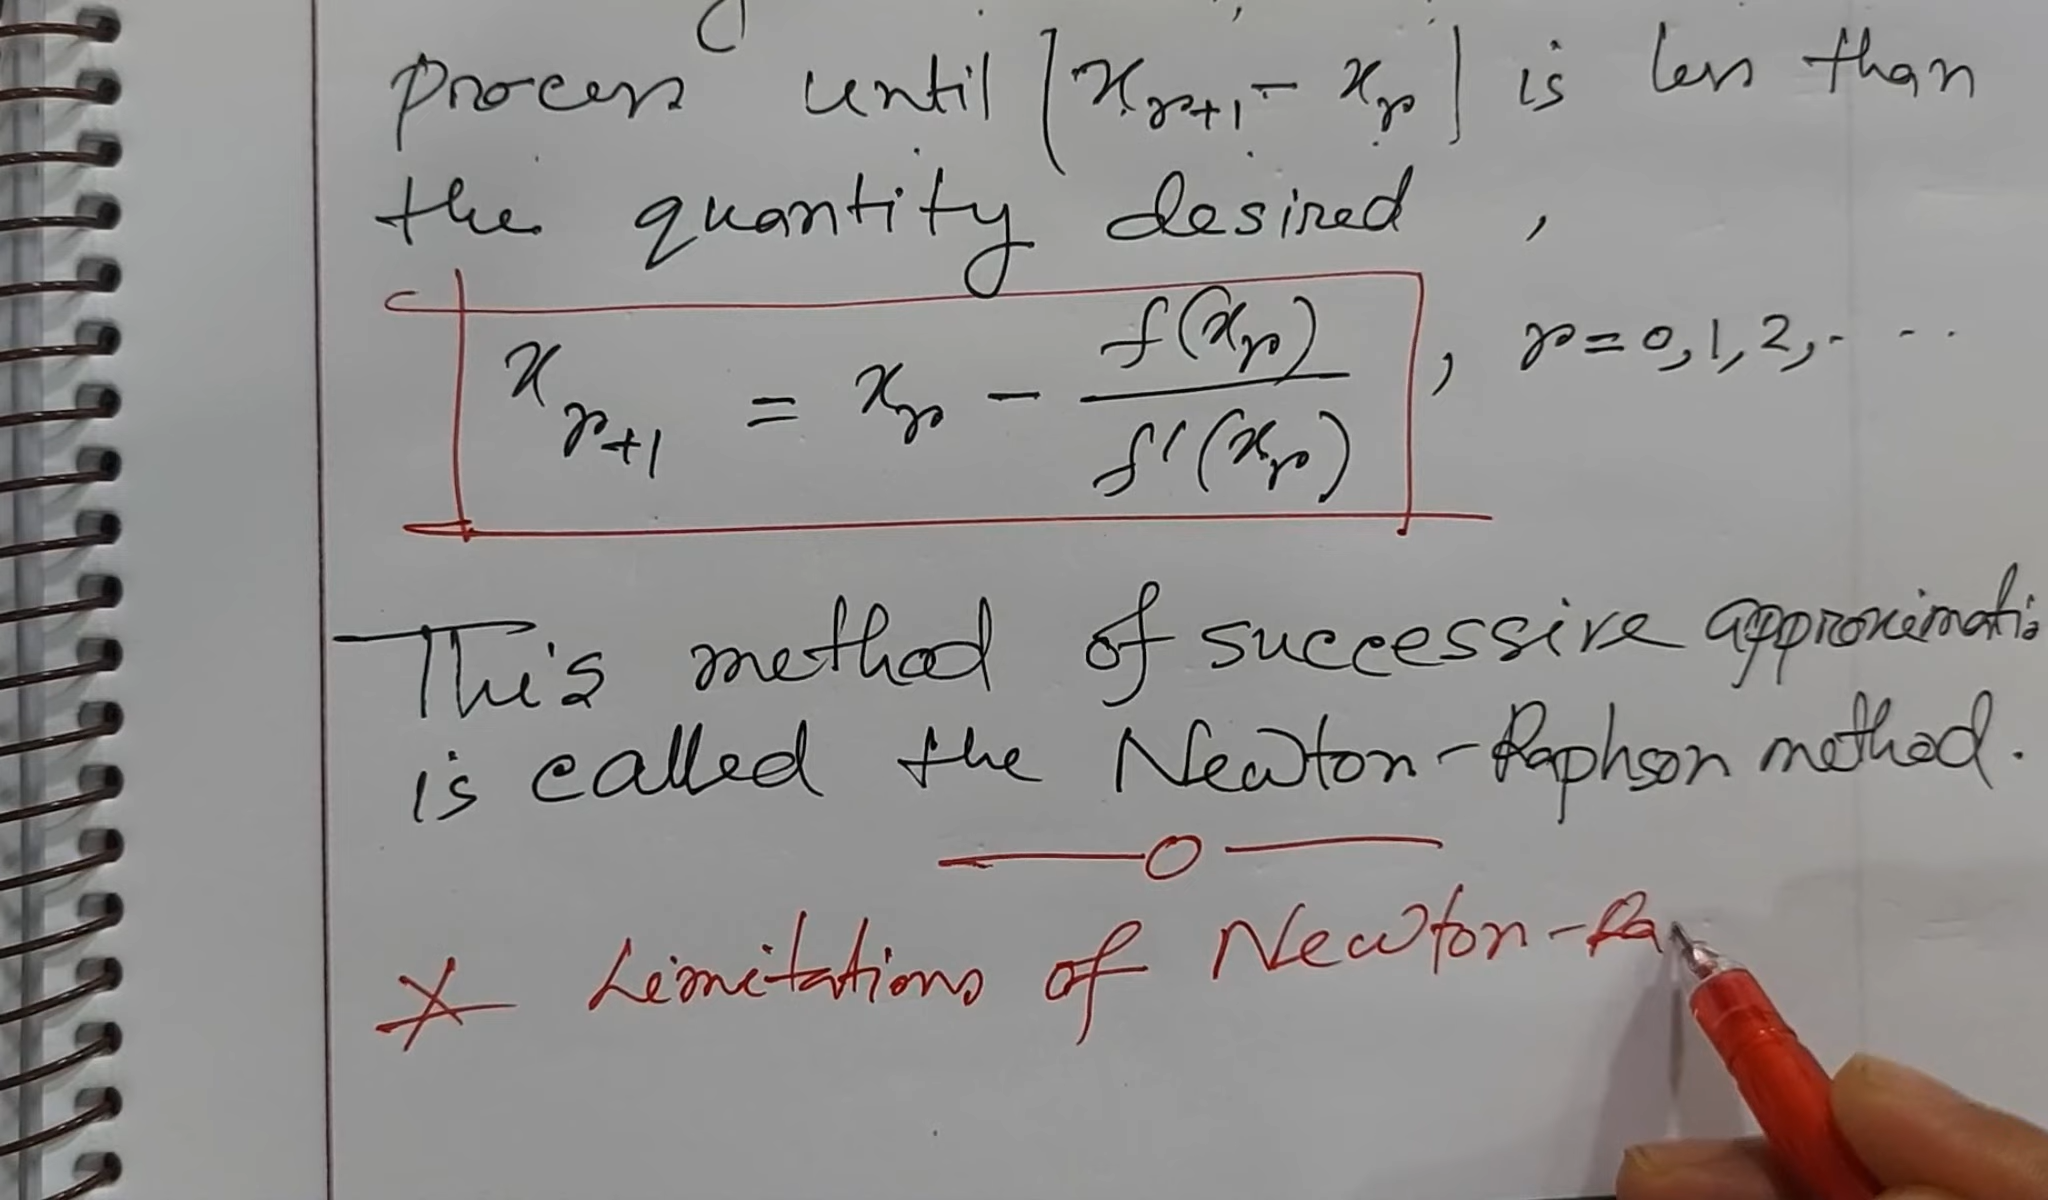 process until |x_{r+1} - x_r| is less than
the quantity desired,
x_{r+1} = x_r - f(x_r)/f'(x_r), r=0,1,2,...
This method of successive approximatio
is called the Newton-Raphson method.
* Limitations of Newton-Ra